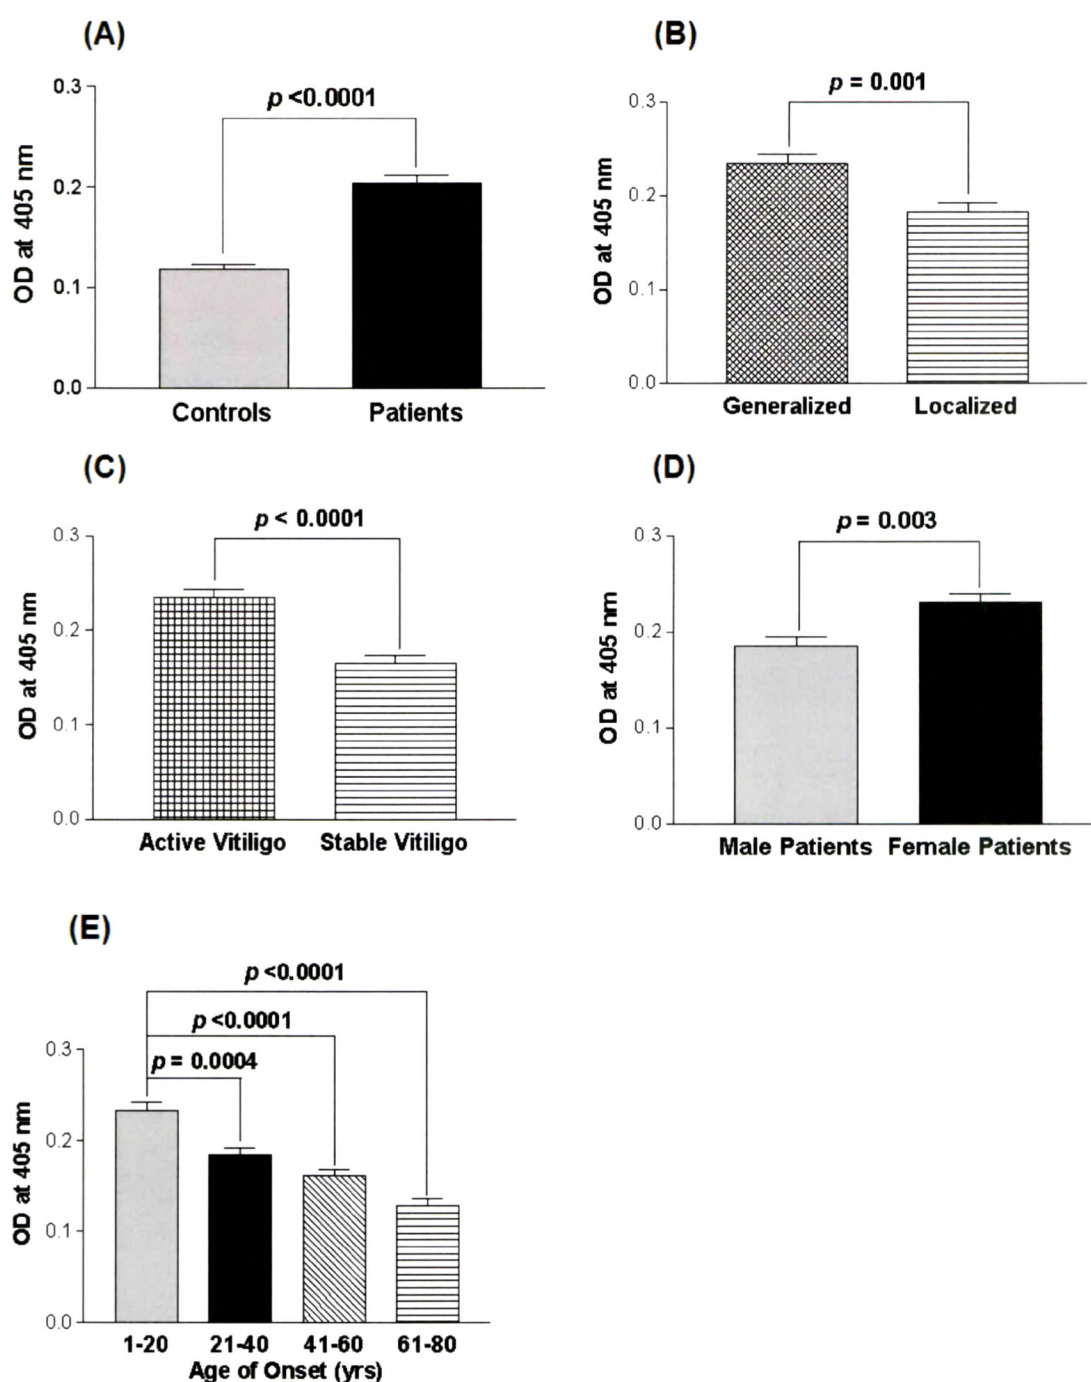 (A)
p <0.0001
OD at 405 nm
0.3
0.2
0.1
0.0
Controls Patients
(B)
p = 0.001
OD at 405 nm
0.3
0.2
0.1
0.0
Generalized Localized
(C)
p < 0.0001
OD at 405 nm
0.3
0.2
0.1
0.0
Active Vitiligo Stable Vitiligo
(D)
p = 0.003
OD at 405 nm
0.3
0.2
0.1
0.0
Male Patients Female Patients
(E)
p <0.0001
p <0.0001
p = 0.0004
OD at 405 nm
0.3
0.2
0.1
0.0
1-20 21-40 41-60 61-80
Age of Onset (yrs)